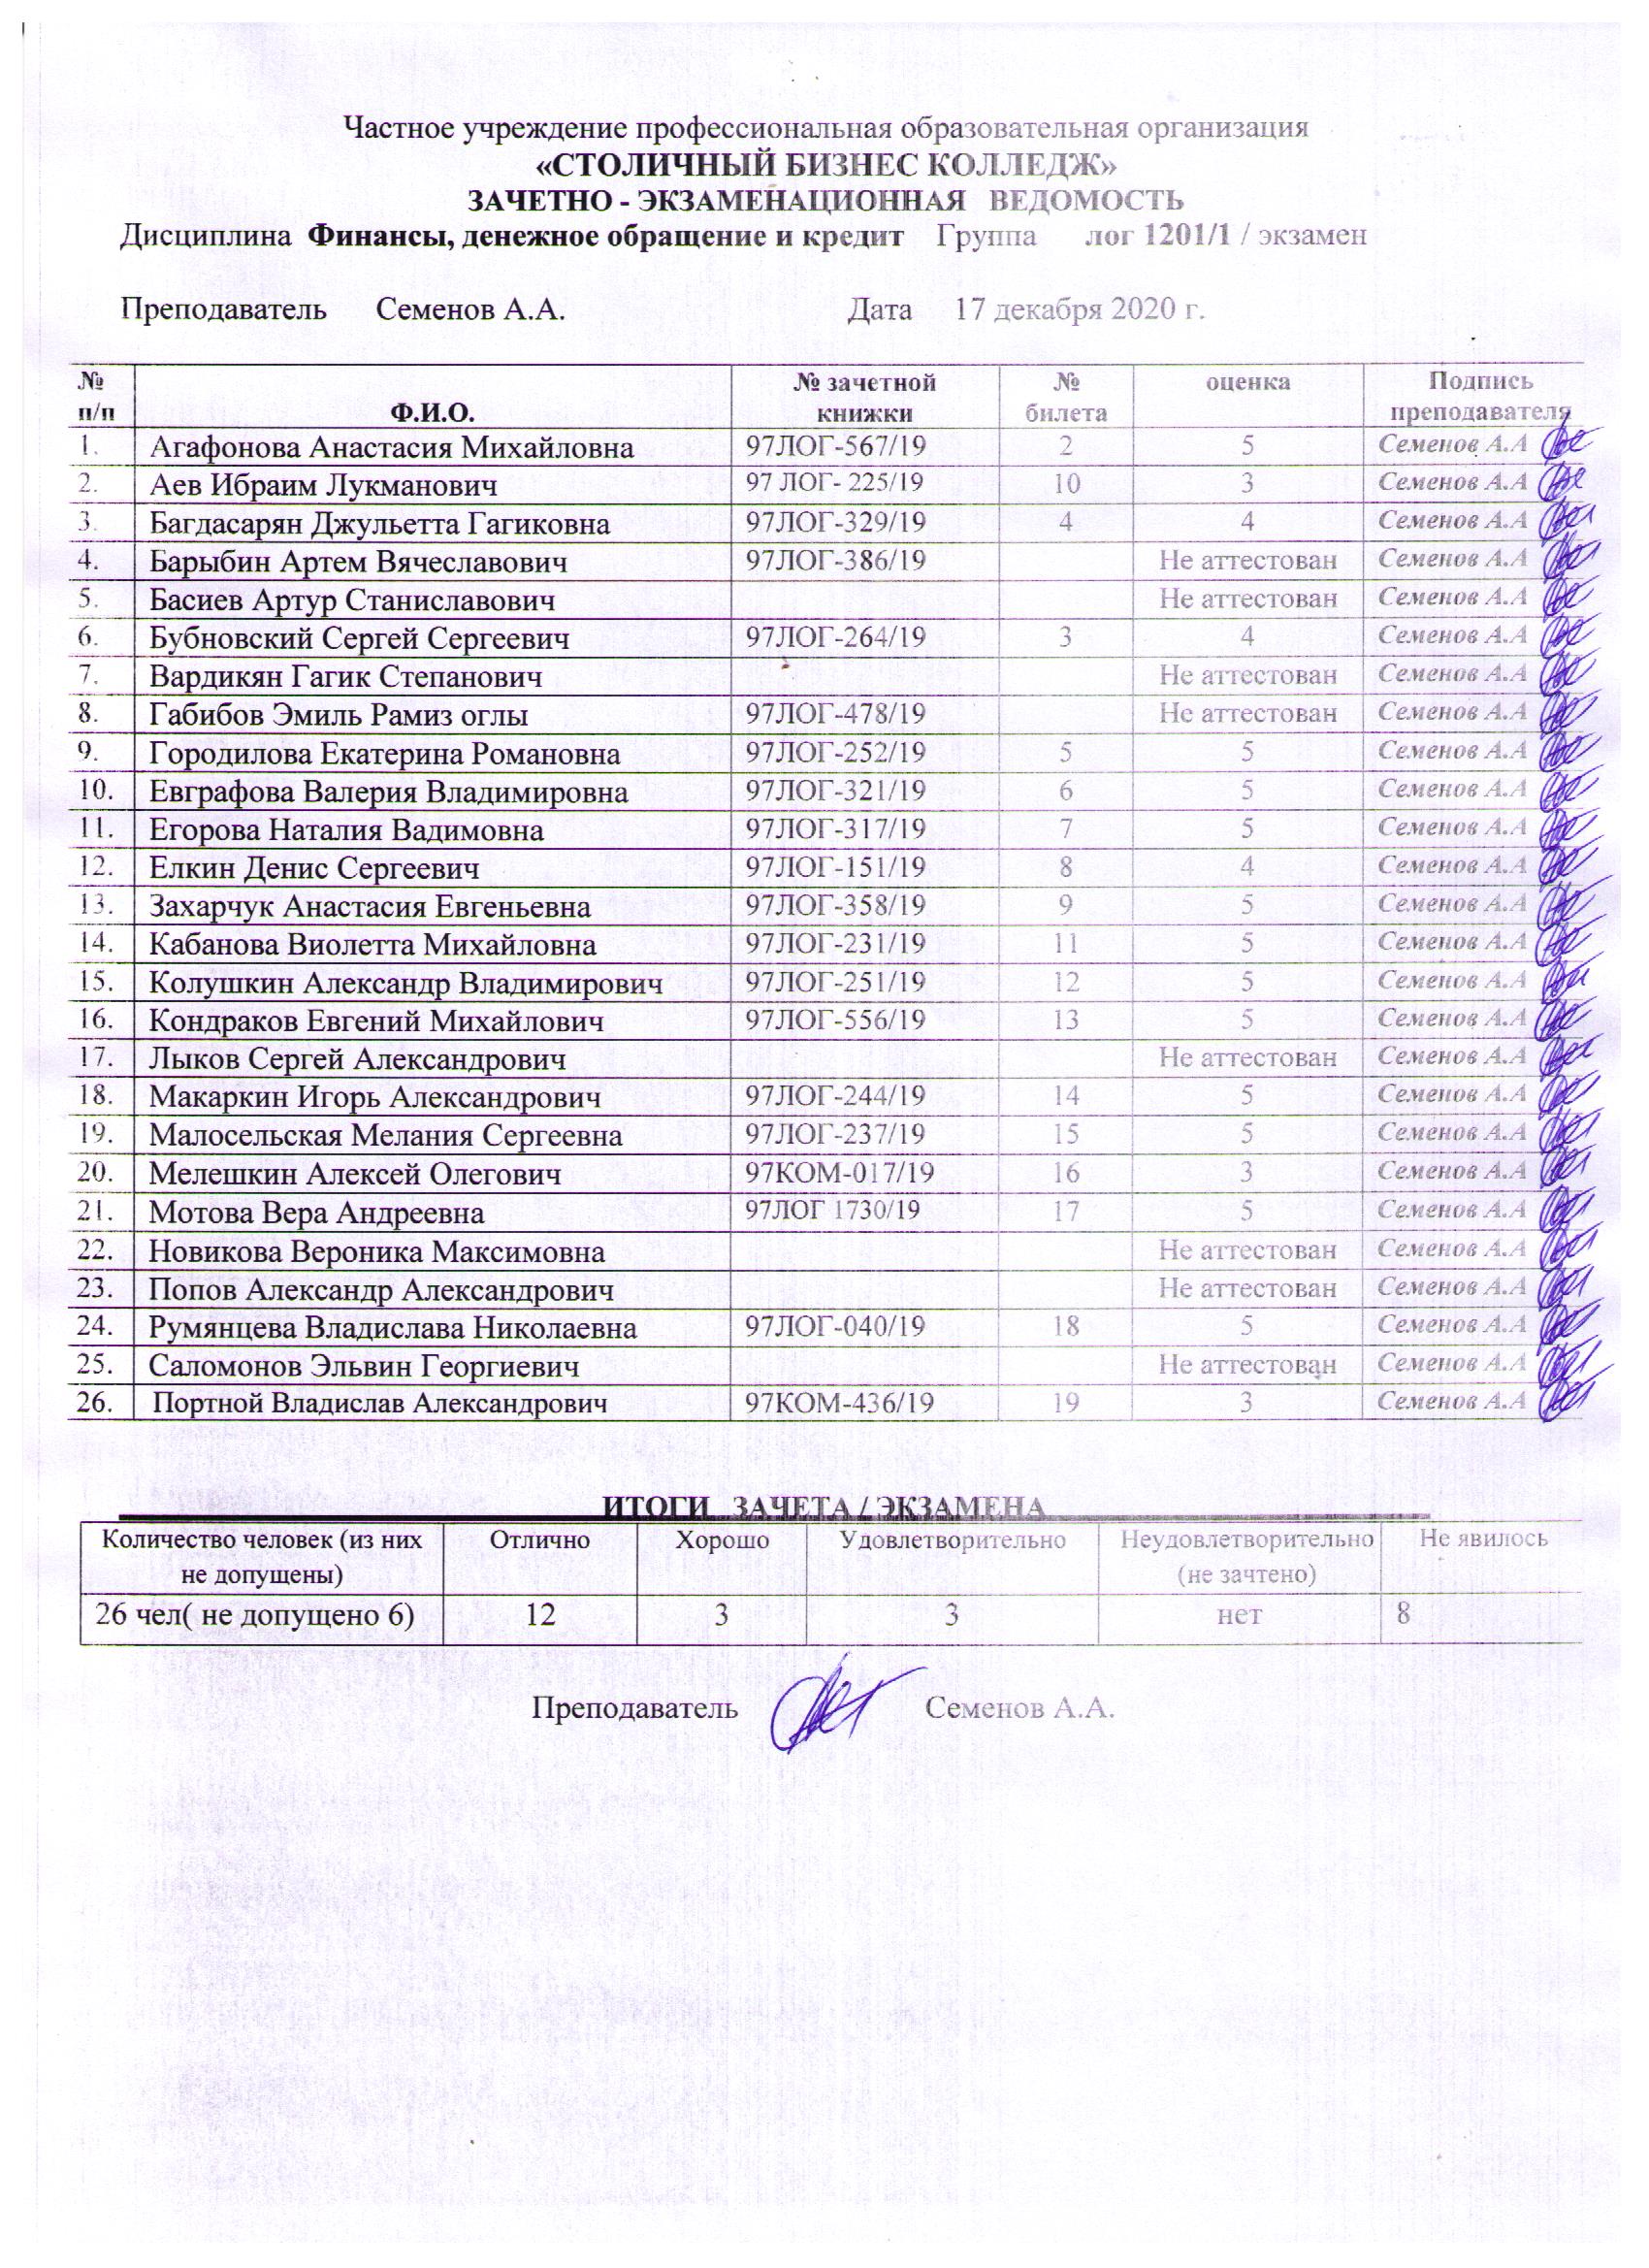 Частное учреждение профессиональная образовательная организация
«СТОЛИЧНЫЙ БИЗНЕС КОЛЛЕДЖ»
ЗАЧЕТНО - ЭКЗАМЕНАЦИОННАЯ ВЕДОМОСТЬ
Дисциплина Финансы, денежное обращение и кредит Группа лог 1201/1 / экзамен
Преподаватель Семенов А.А. Дата 17 декабря 2020 г.
№ п/п Ф.И.О. № зачетной книжки № билета оценка Подпись преподавателя
1. Агафонова Анастасия Михайловна 97ЛОГ-567/19 2 5 Семенов А.А
2. Аев Ибраим Лукманович 97 ЛОГ- 225/19 10 3 Семенов А.А
3. Багдасарян Джульетта Гагиковна 97ЛОГ-329/19 4 4 Семенов А.А
4. Барыбин Артем Вячеславович 97ЛОГ-386/19 Не аттестован Семенов А.А
5. Басиев Артур Станиславович Не аттестован Семенов А.А
6. Бубновский Сергей Сергеевич 97ЛОГ-264/19 3 4 Семенов А.А
7. Вардикян Гагик Степанович Не аттестован Семенов А.А
8. Габибов Эмиль Рамиз оглы 97ЛОГ-478/19 Не аттестован Семенов А.А
9. Городилова Екатерина Романовна 97ЛОГ-252/19 5 5 Семенов А.А
10. Евграфова Валерия Владимировна 97ЛОГ-321/19 6 5 Семенов А.А
11. Егорова Наталия Вадимовна 97ЛОГ-317/19 7 5 Семенов А.А
12. Елкин Денис Сергеевич 97ЛОГ-151/19 8 4 Семенов А.А
13. Захарчук Анастасия Евгеньевна 97ЛОГ-358/19 9 5 Семенов А.А
14. Кабанова Виолетта Михайловна 97ЛОГ-231/19 11 5 Семенов А.А
15. Колушкин Александр Владимирович 97ЛОГ-251/19 12 5 Семенов А.А
16. Кондраков Евгений Михайлович 97ЛОГ-556/19 13 5 Семенов А.А
17. Лыков Сергей Александрович Не аттестован Семенов А.А
18. Макаркин Игорь Александрович 97ЛОГ-244/19 14 5 Семенов А.А
19. Малосельская Мелания Сергеевна 97ЛОГ-237/19 15 5 Семенов А.А
20. Мелешкин Алексей Олегович 97КОМ-017/19 16 3 Семенов А.А
21. Мотова Вера Андреевна 97ЛОГ 1730/19 17 5 Семенов А.А
22. Новикова Вероника Максимовна Не аттестован Семенов А.А
23. Попов Александр Александрович Не аттестован Семенов А.А
24. Румянцева Владислава Николаевна 97ЛОГ-040/19 18 5 Семенов А.А
25. Саломонов Эльвин Георгиевич Не аттестован Семенов А.А
26. Портной Владислав Александрович 97КОМ-436/19 19 3 Семенов А.А
ИТОГИ ЗАЧЕТА / ЭКЗАМЕНА
Количество человек (из них не допущены) Отлично Хорошо Удовлетворительно Неудовлетворительно (не зачтено) Не явилось
26 чел( не допущено 6) 12 3 3 нет 8
Преподаватель Семенов А.А.